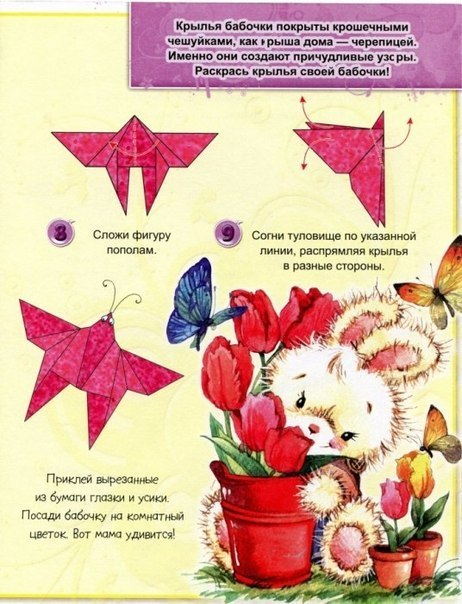 Крылья бабочки покрыты крошечными
чешуйками, как крыша дома — черепицей.
Именно они создают причудливые узоры.
Раскрась крылья своей бабочки!
8 Сложи фигуру
пополам.
9 Согни туловище по указанной
линии, распрямляя крылья
в разные стороны.
Приклей вырезанные
из бумаги глазки и усики.
Посади бабочку на комнатный
цветок. Вот мама удивится!